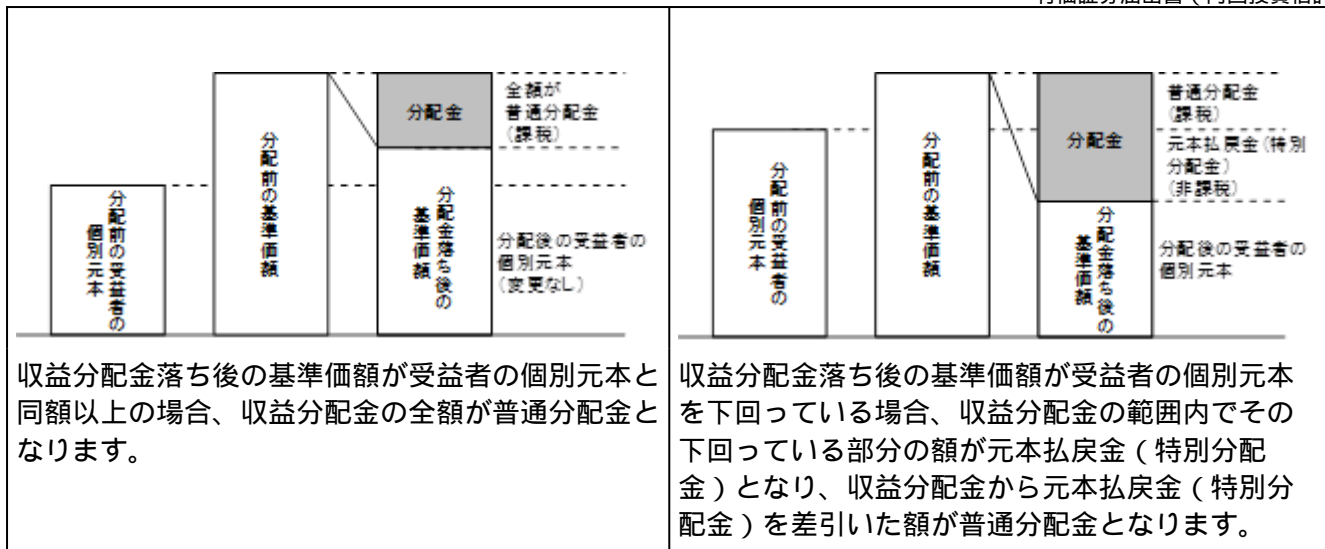 分配前の受益者の
個別元本
分配前の基準価額
分配金
分配金落ち後の
基準価額
全額が
普通分配金
(課税)
分配後の受益者の
個別元本
(変更なし)
収益分配金落ち後の基準価額が受益者の個別元本と
同額以上の場合、収益分配金の全額が普通分配金と
なります。
分配前の受益者の
個別元本
分配前の基準価額
分配金
分配金落ち後の
基準価額
普通分配金
(課税)
元本払戻金(特別
分配金)
(非課税)
分配後の受益者の
個別元本
収益分配金落ち後の基準価額が受益者の個別元本
を下回っている場合、収益分配金の範囲内でその
下回っている部分の額が元本払戻金(特別分配
金)となり、収益分配金から元本払戻金(特別分
配金)を差引いた額が普通分配金となります。